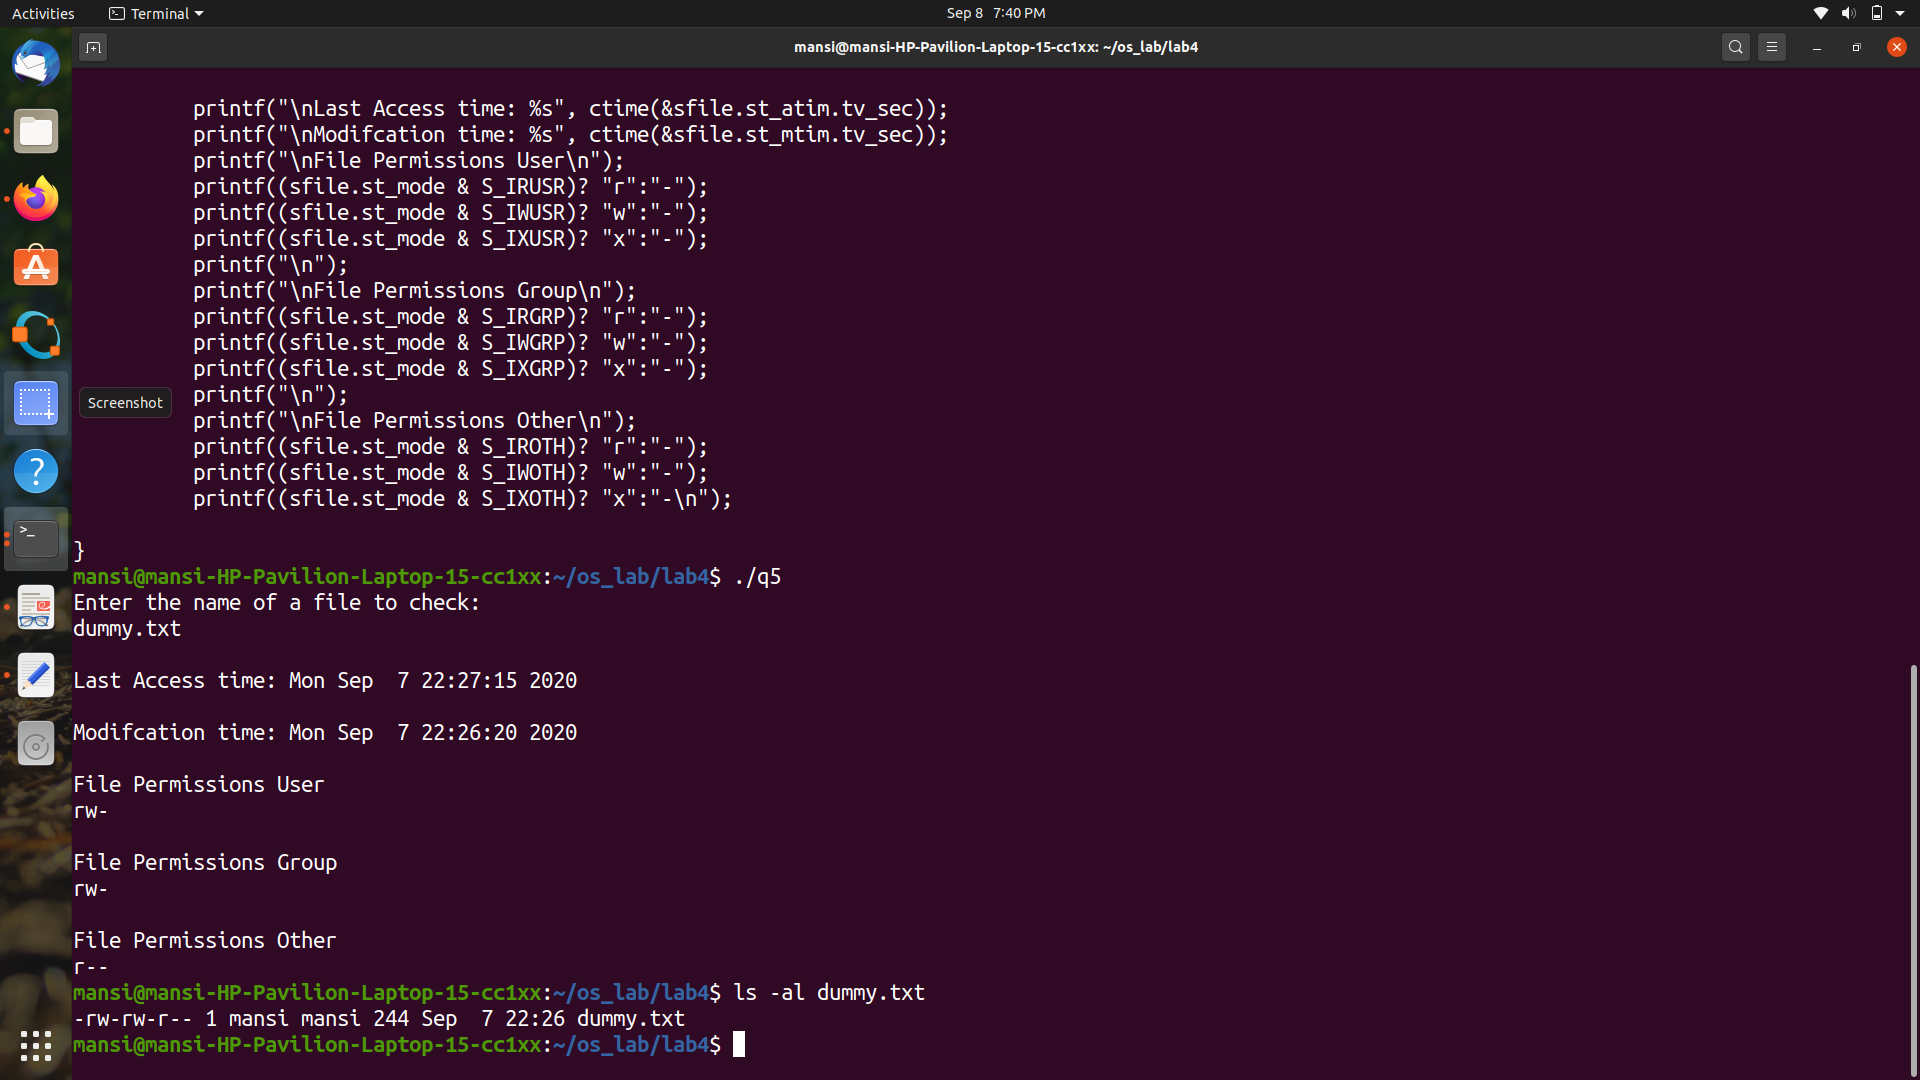 Activities
Terminal
Sep 8 7:40 PM
mansi@mansi-HP-Pavilion-Laptop-15-cc1xx: ~/os_lab/lab4
printf("\nLast Access time: %s", ctime(&sfile.st_atim.tv_sec));
printf("\nModifcation time: %s", ctime(&sfile.st_mtim.tv_sec));
printf("\nFile Permissions User\n");
printf((sfile.st_mode & S_IRUSR)? "r":"-");
printf((sfile.st_mode & S_IWUSR)? "w":"-");
printf((sfile.st_mode & S_IXUSR)? "x":"-");
printf("\n");
printf("\nFile Permissions Group\n");
printf((sfile.st_mode & S_IRGRP)? "r":"-");
printf((sfile.st_mode & S_IWGRP)? "w":"-");
printf((sfile.st_mode & S_IXGRP)? "x":"-");
printf("\n");
Screenshot
printf("\nFile Permissions Other\n");
printf((sfile.st_mode & S_IROTH)? "r":"-");
printf((sfile.st_mode & S_IWOTH)? "w":"-");
printf((sfile.st_mode & S_IXOTH)? "x":"-\n");
}
mansi@mansi-HP-Pavilion-Laptop-15-cc1xx:~/os_lab/lab4$ ./q5
Enter the name of a file to check:
dummy.txt
Last Access time: Mon Sep  7 22:27:15 2020
Modifcation time: Mon Sep  7 22:26:20 2020
File Permissions User
rw-
File Permissions Group
rw-
File Permissions Other
r--
mansi@mansi-HP-Pavilion-Laptop-15-cc1xx:~/os_lab/lab4$ ls -al dummy.txt
-rw-rw-r-- 1 mansi mansi 244 Sep  7 22:26 dummy.txt
mansi@mansi-HP-Pavilion-Laptop-15-cc1xx:~/os_lab/lab4$